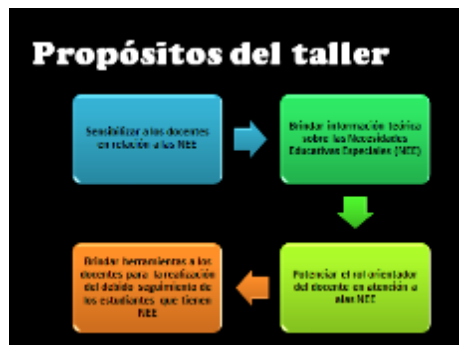 Propósitos del taller
Sensibilizar a los docentes
en relación a las NEE
Brindar información teórica
sobre las Necesidades
Educativas Especiales (NEE)
Potenciar el rol orientador
del docente en atención a
alas NEE
Brindar herramientas a los
docentes para la realización
del debido seguimiento de
los estudiantes que tienen
NEE